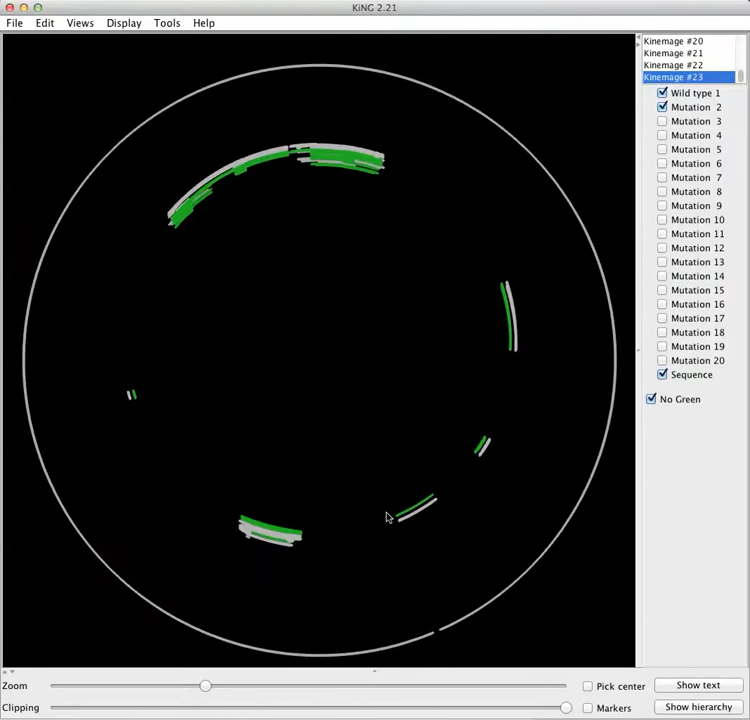 KiNG 2.21
File Edit Views Display Tools Help
Kinemage #20
Kinemage #21
Kinemage #22
Kinemage #23
Wild type 1
Mutation 2
Mutation 3
Mutation 4
Mutation 5
Mutation 6
Mutation 7
Mutation 8
Mutation 9
Mutation 10
Mutation 11
Mutation 12
Mutation 13
Mutation 14
Mutation 15
Mutation 16
Mutation 17
Mutation 18
Mutation 19
Mutation 20
Sequence
No Green
Zoom Pick center Show text
Clipping Markers Show hierarchy